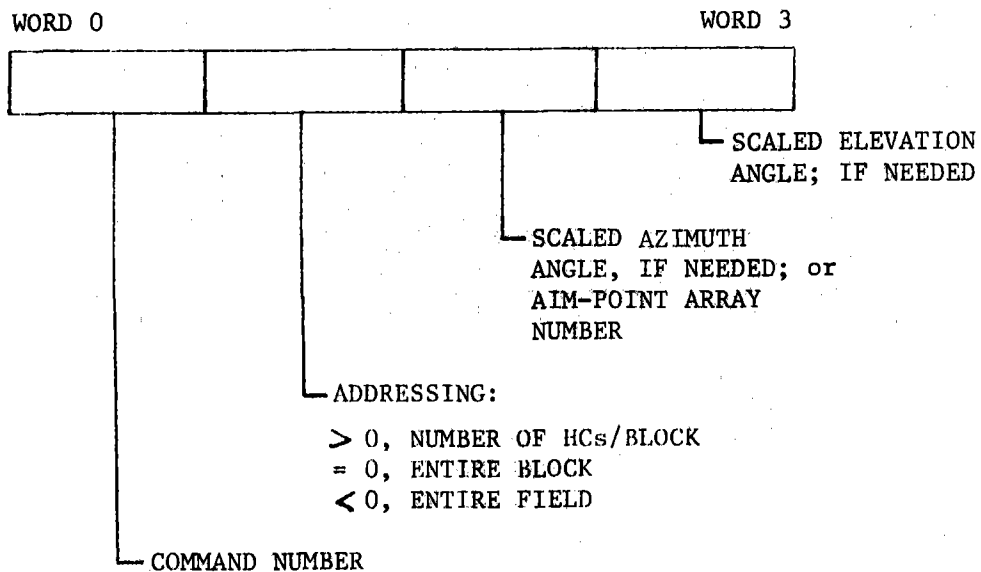 WORD 0 WORD 3
SCALED ELEVATION
ANGLE; IF NEEDED
SCALED AZIMUTH
ANGLE, IF NEEDED; or
AIM-POINT ARRAY
NUMBER
ADDRESSING:
> 0, NUMBER OF HCs/BLOCK
= 0, ENTIRE BLOCK
< 0, ENTIRE FIELD
COMMAND NUMBER